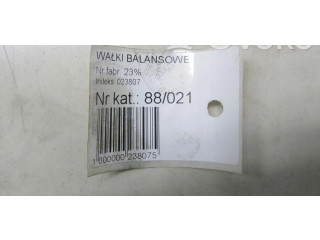 WAŁKI BALANSOWE
Nr.fabr. 23%
Indeks: 023807
Nr kat.: 88/021
1 000000 238075